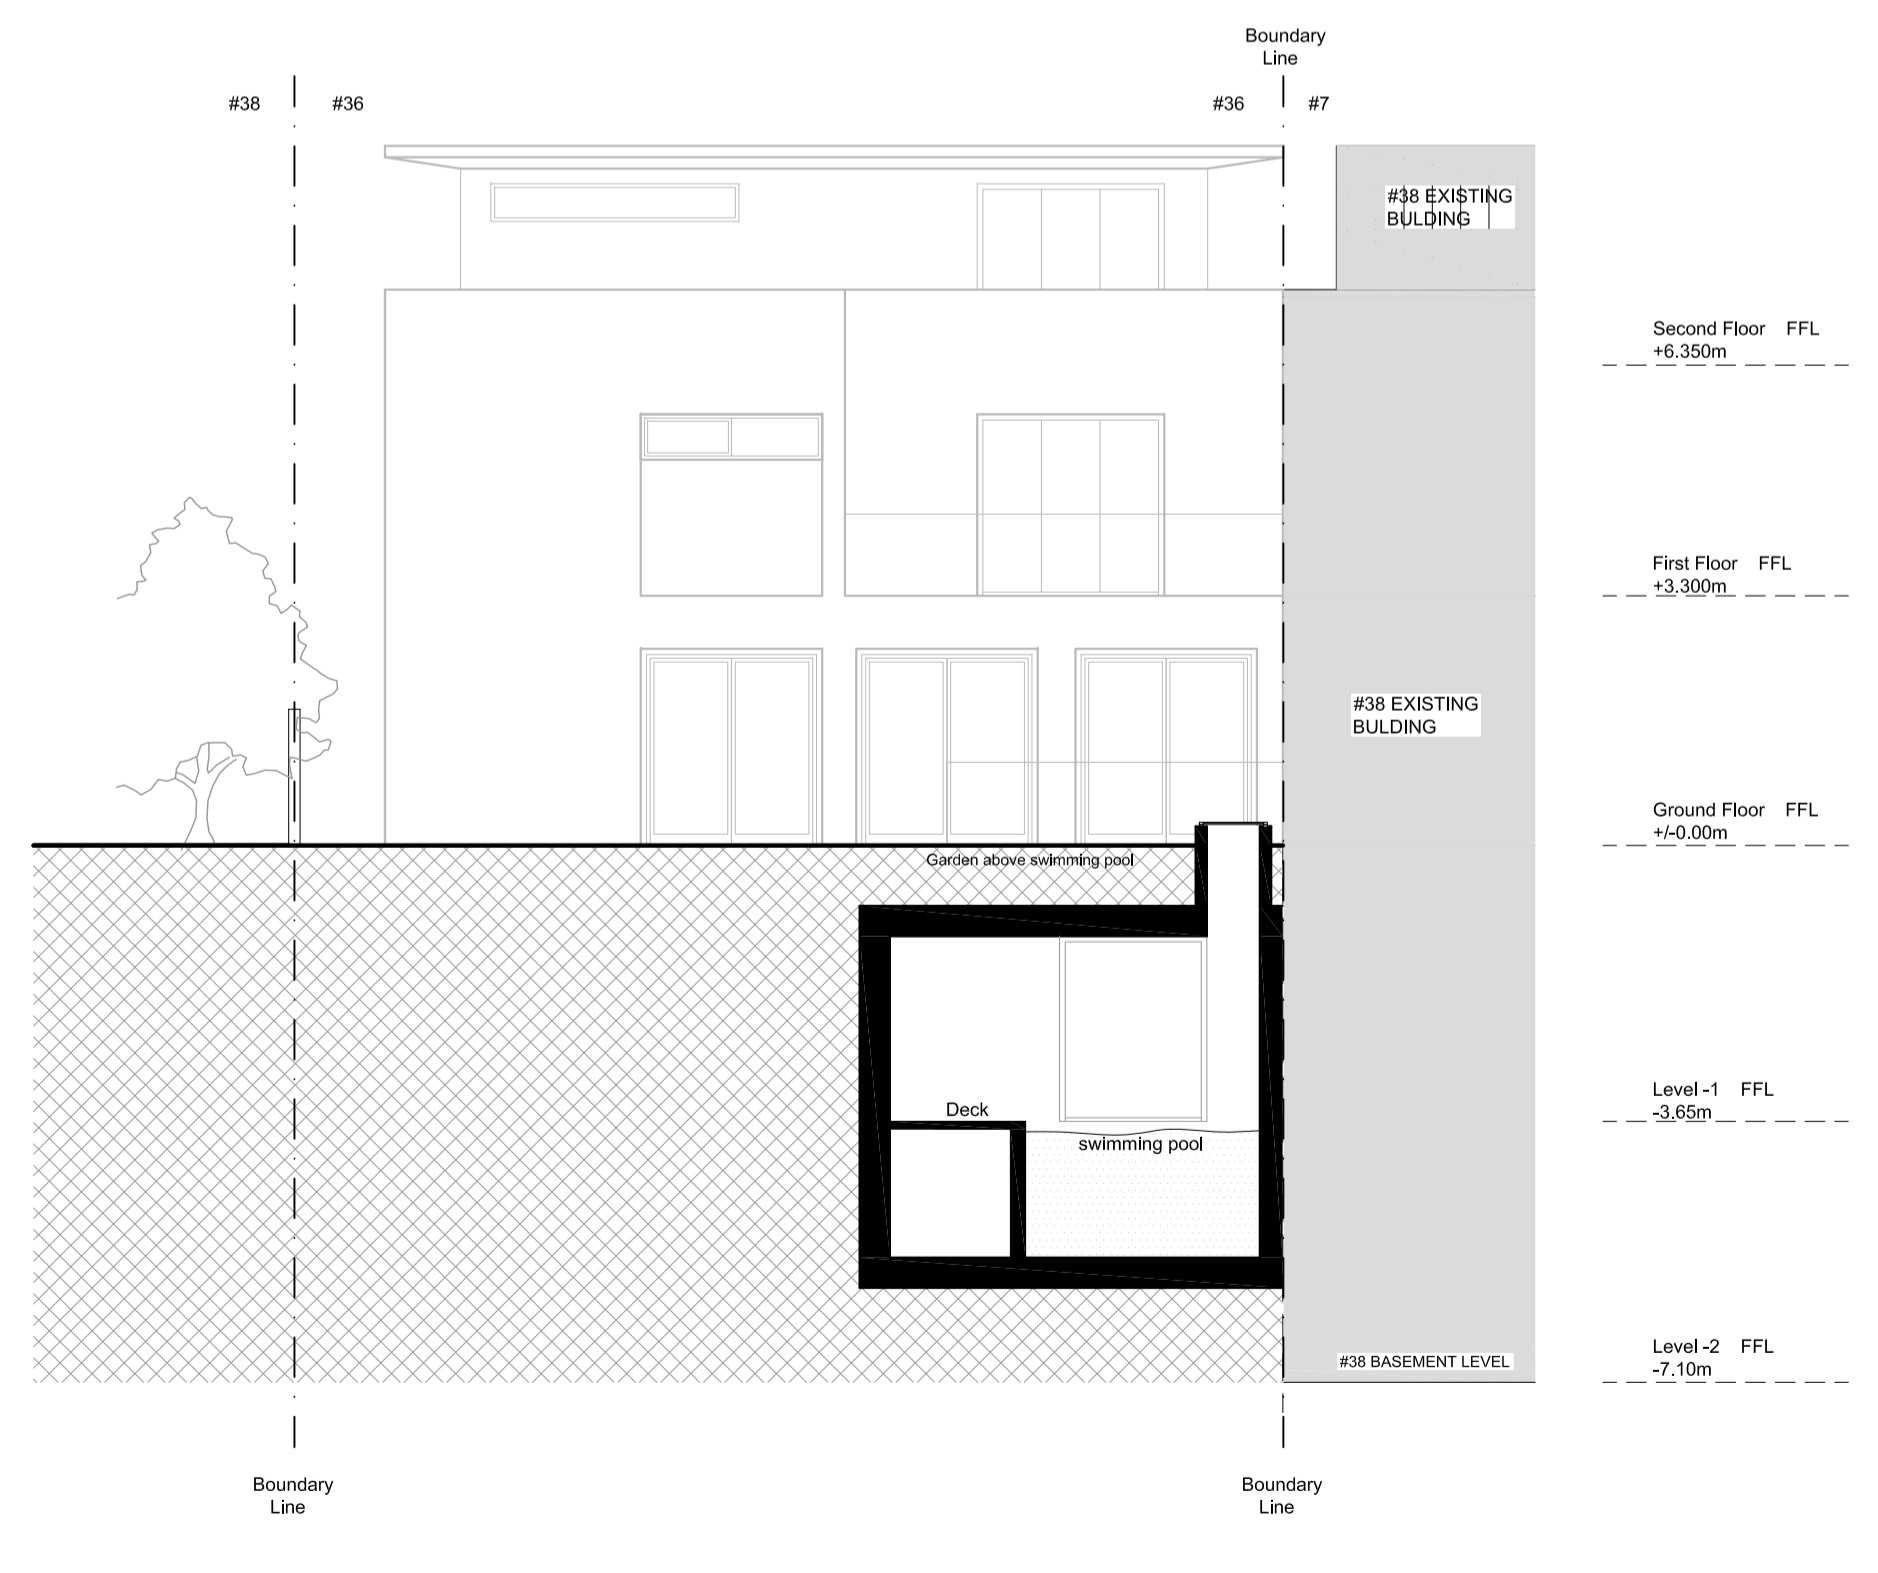 Boundary
Line
#38
#36
#36
#7
#38 EXISTING
BULDING
Second Floor FFL
+6.350m
First Floor FFL
+3.300m
#38 EXISTING
BULDING
Ground Floor FFL
+/-0.00m
Garden above swimming pool
Level -1 FFL
-3.65m
Deck
swimming pool
Level -2 FFL
-7.10m
#38 BASEMENT LEVEL
Boundary
Line
Boundary
Line